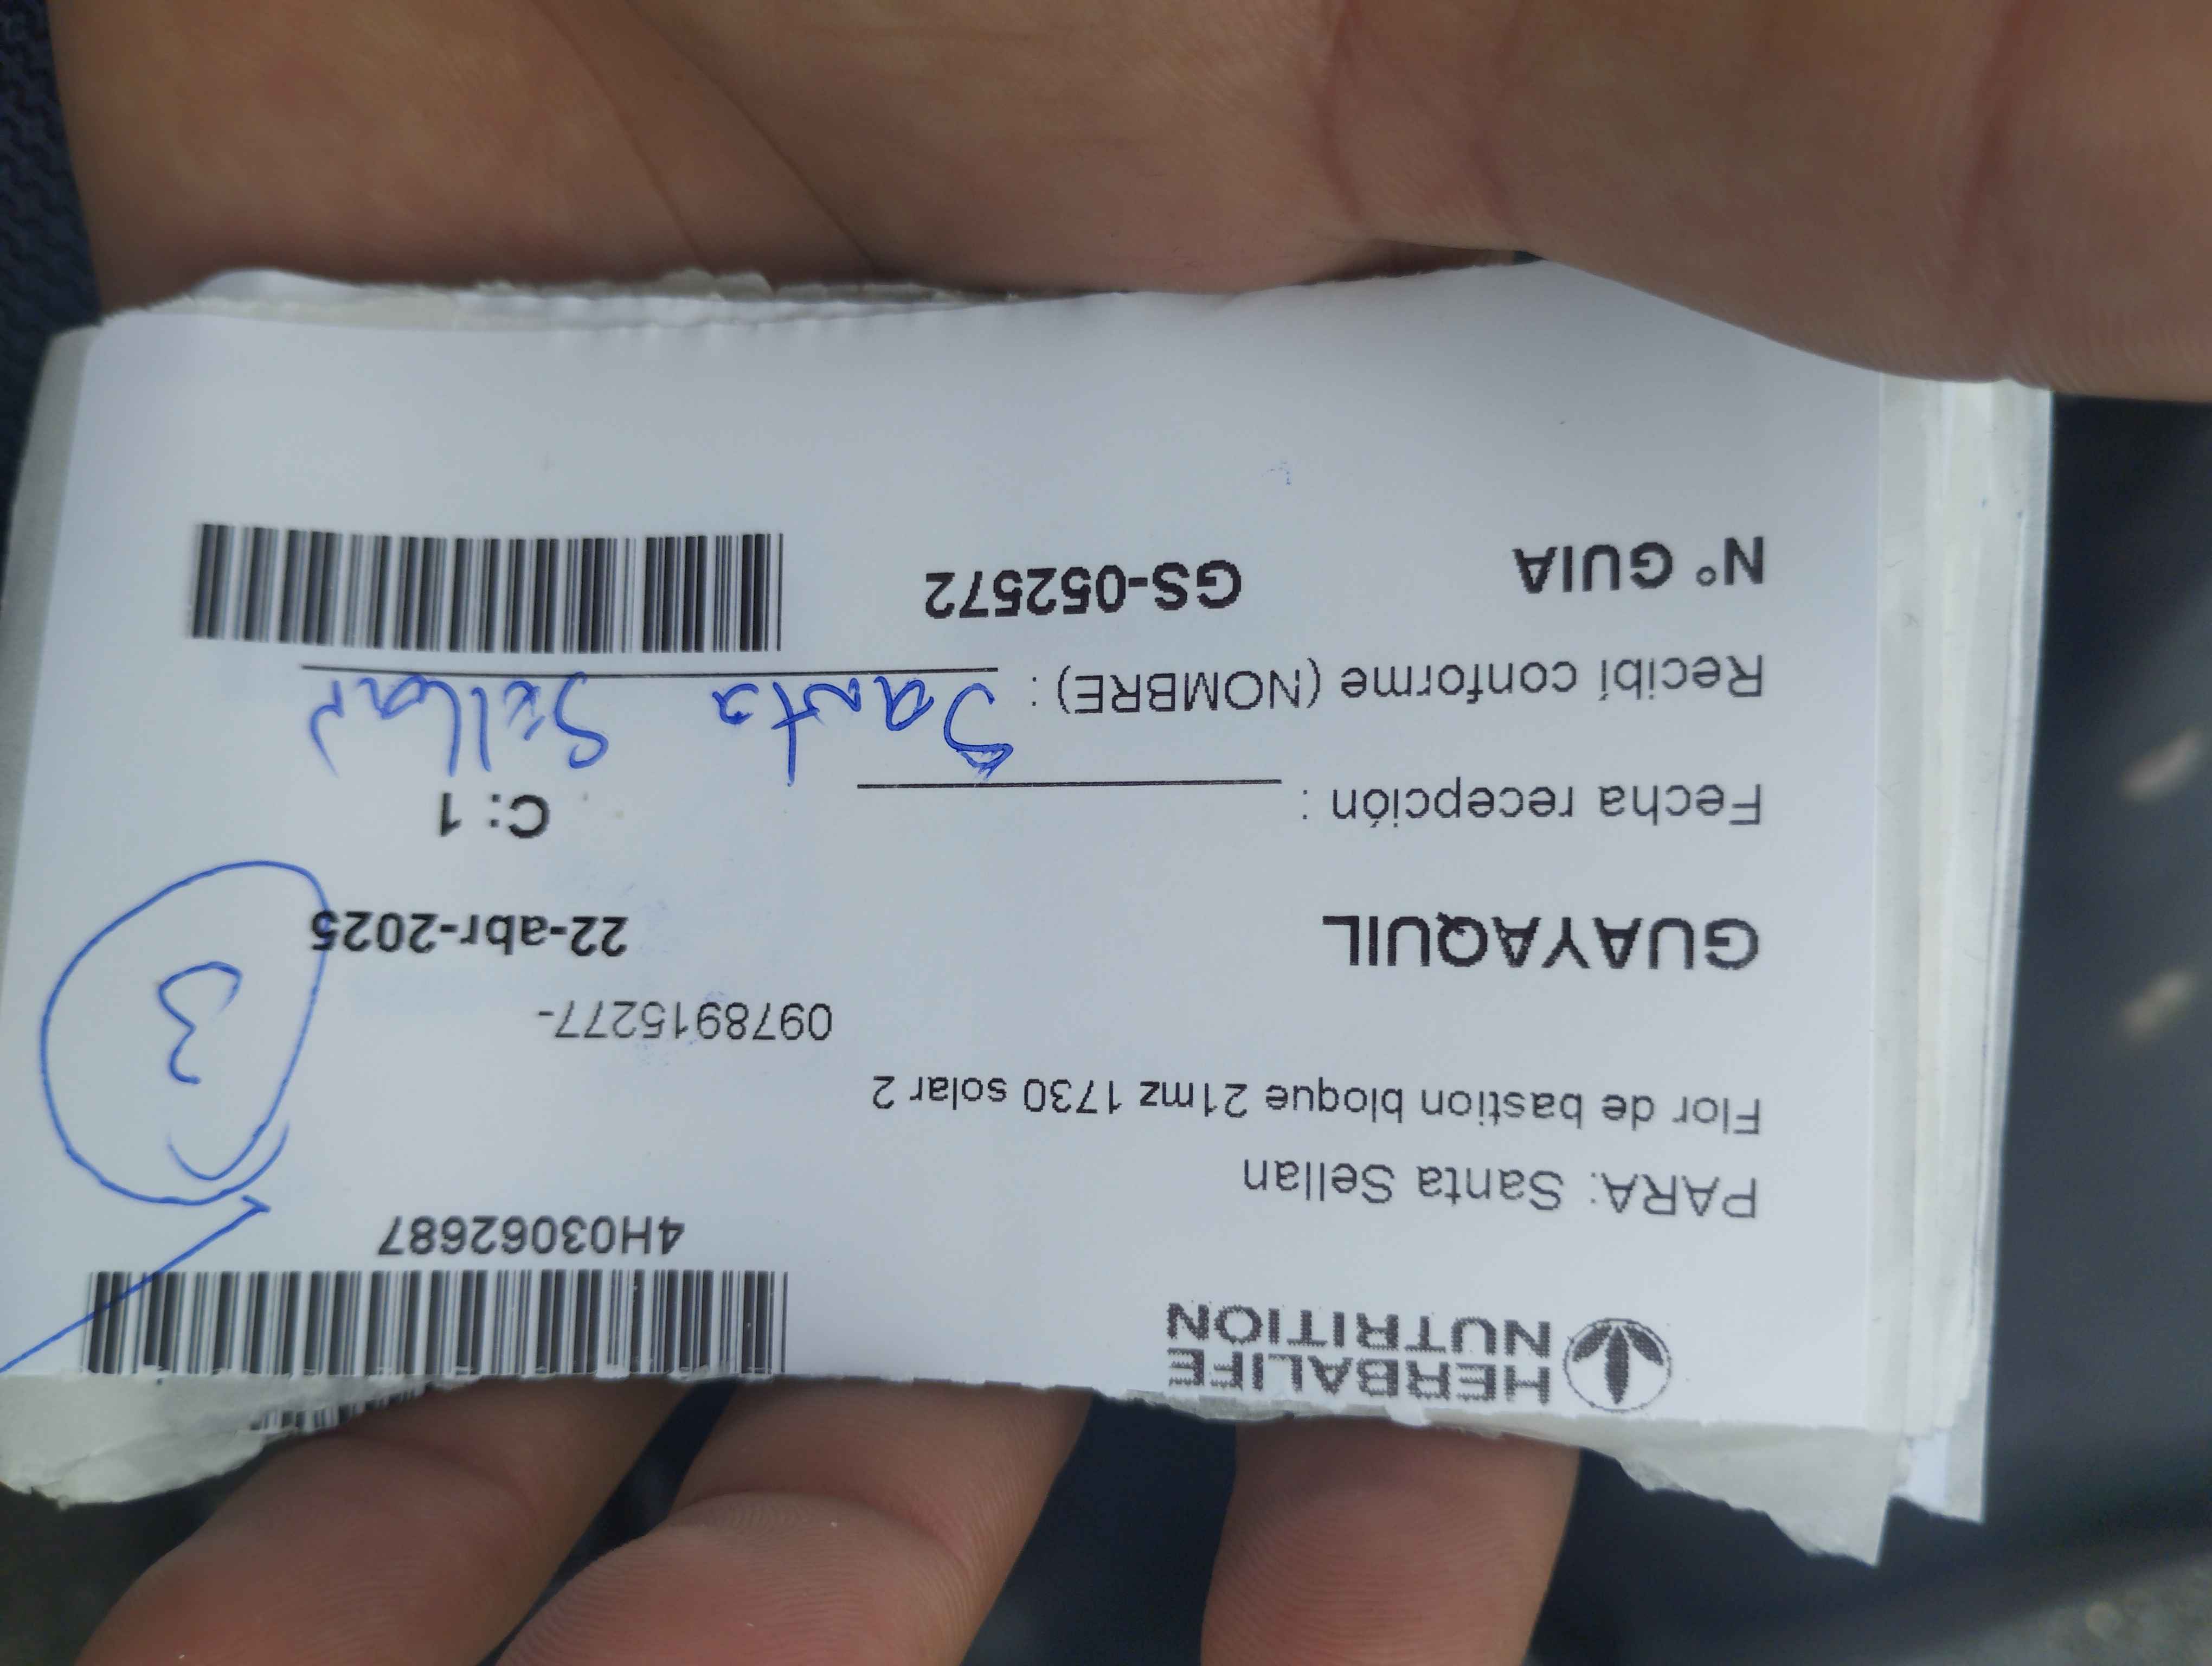 HERBALIFE
NUTRITION
4H03062687
PARA: Santa Sellan
Flor de bastion bloque 21mz 1730 solar 2
0978915277-
GUAYAQUIL 22-abr-2025
3
Fecha recepción : C: 1
Recibí conforme (NOMBRE) : Santa Sellan
N° GUIA GS-052572